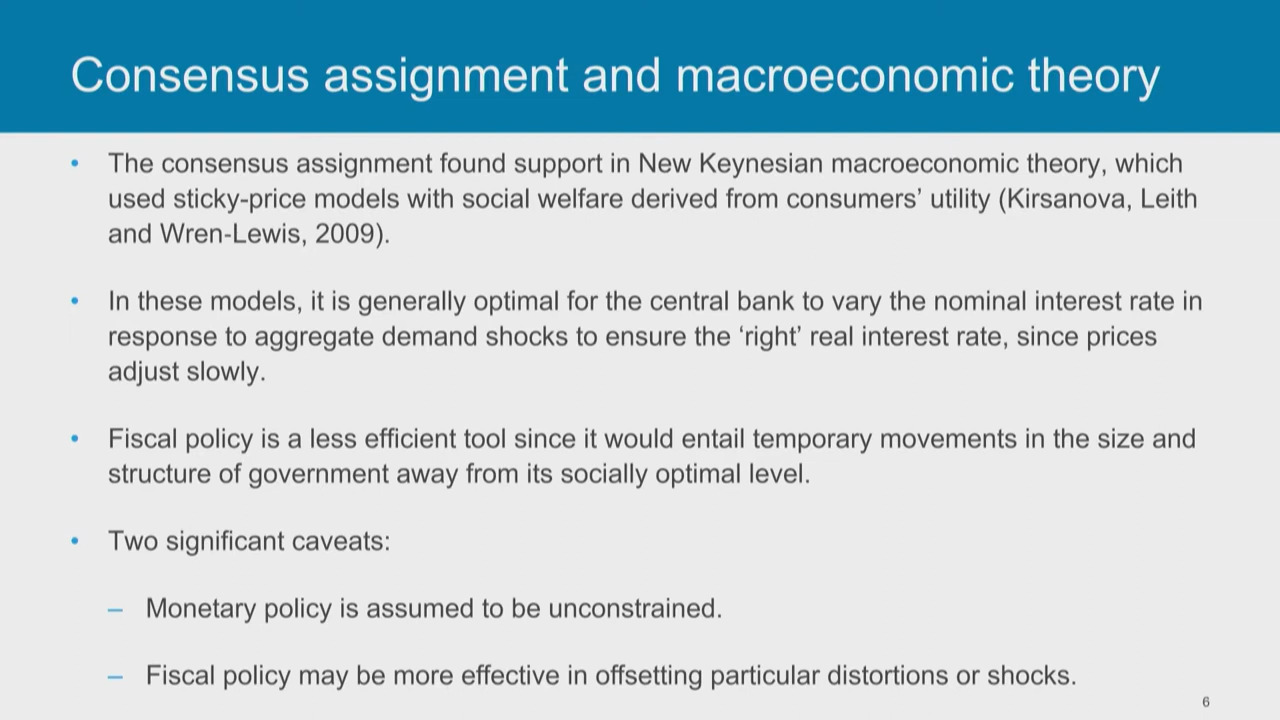 Consensus assignment and macroeconomic theory
• The consensus assignment found support in New Keynesian macroeconomic theory, which
used sticky-price models with social welfare derived from consumers’ utility (Kirsanova, Leith
and Wren-Lewis, 2009).
• In these models, it is generally optimal for the central bank to vary the nominal interest rate in
response to aggregate demand shocks to ensure the ‘right’ real interest rate, since prices
adjust slowly.
• Fiscal policy is a less efficient tool since it would entail temporary movements in the size and
structure of government away from its socially optimal level.
• Two significant caveats:
– Monetary policy is assumed to be unconstrained.
– Fiscal policy may be more effective in offsetting particular distortions or shocks.
6